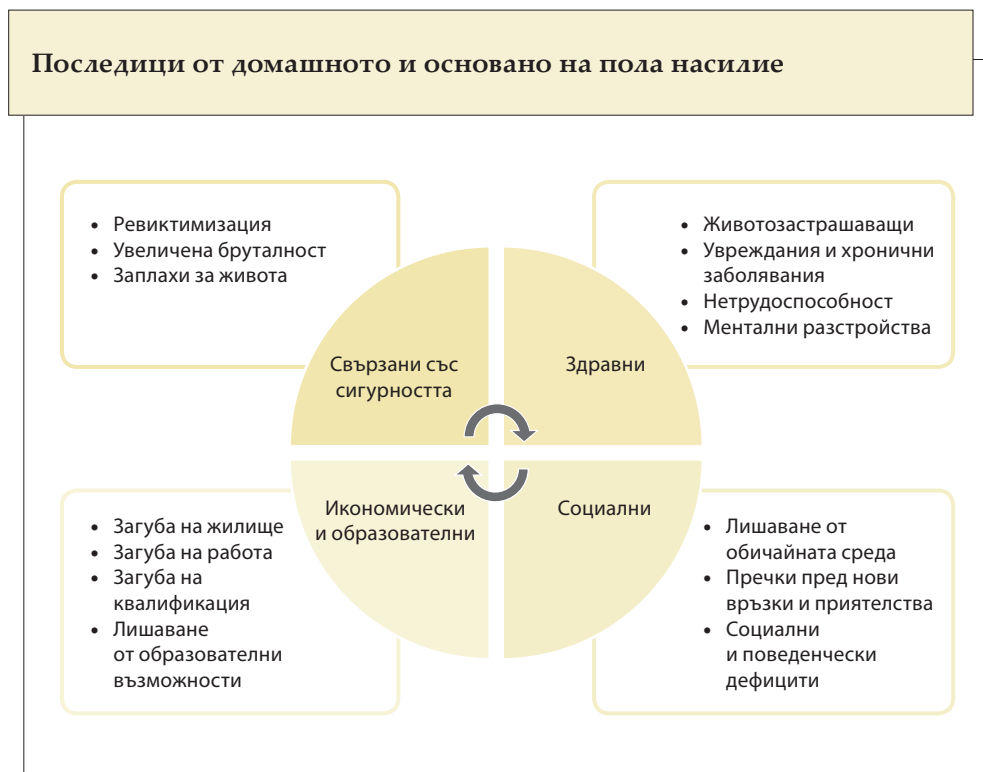 Последици от домашното и основано на пола насилие
• Ревиктимизация
• Увеличена бруталност
• Заплахи за живота
Свързани със
сигурността
• Животозастрашаващи
• Увреждания и хронични
заболявания
• Нетрудоспособност
• Ментални разстройства
Здравни
• Загуба на жилище
• Загуба на работа
• Загуба на
квалификация
• Лишаване
от образователни
възможности
Икономически
и образователни
Социални
• Лишаване от
обичайната среда
• Пречки пред нови
връзки и приятелства
• Социални
и поведенчески
дефицити